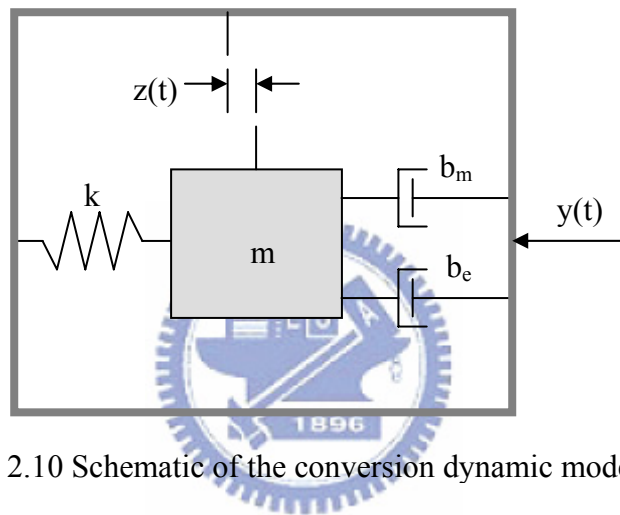 z(t)
b_m
k
y(t)
m
b_e
1896
2.10 Schematic of the conversion dynamic mode